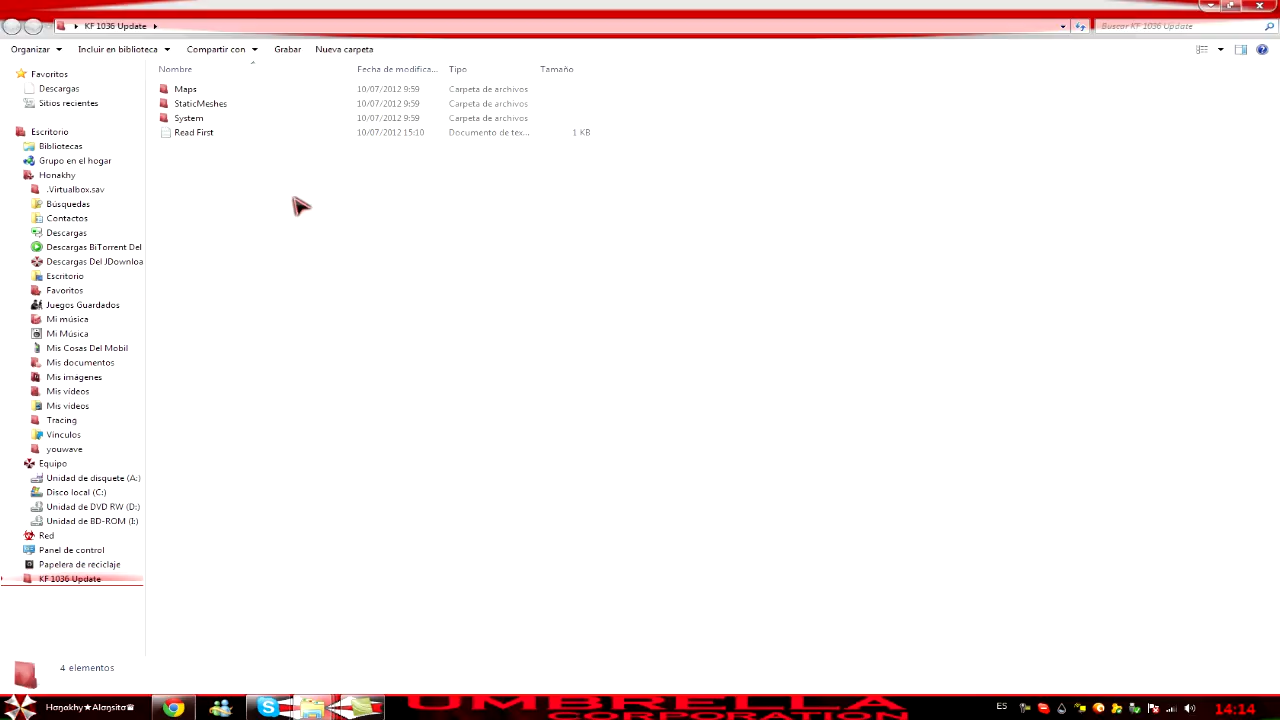 KF 1036 Update
Buscar KF 1036 Update
Organizar Incluir en biblioteca Compartir con Grabar Nueva carpeta
Nombre Fecha de modifica... Tipo Tamaño
Maps 10/07/2012 9:59 Carpeta de archivos
StaticMeshes 10/07/2012 9:59 Carpeta de archivos
System 10/07/2012 9:59 Carpeta de archivos
Read First 10/07/2012 15:10 Documento de tex... 1 KB
Favoritos
Descargas
Sitios recientes
Escritorio
Bibliotecas
Grupo en el hogar
Honakhy
.Virtualbox.sav
Búsquedas
Contactos
Descargas
Descargas BiTorrent Del
Descargas Del JDownloa
Escritorio
Favoritos
Juegos Guardados
Mi música
Mi Música
Mis Cosas Del Mobil
Mis documentos
Mis imágenes
Mis vídeos
Mis vídeos
Tracing
Vínculos
youwave
Equipo
Unidad de disquete (A:)
Disco local (C:)
Unidad de DVD RW (D:)
Unidad de BD-ROM (I:)
Red
Panel de control
Papelera de reciclaje
KF 1036 Update
4 elementos
UMBRELLA
CORPORATION
ES
14:14